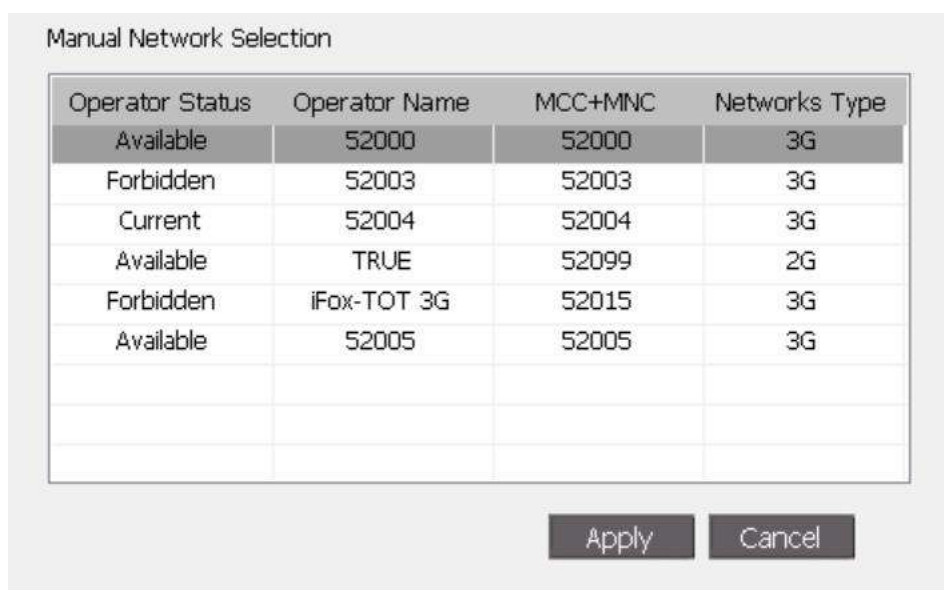 Manual Network Selection
Operator Status Operator Name MCC+MNC Networks Type
Available 52000 52000 3G
Forbidden 52003 52003 3G
Current 52004 52004 3G
Available TRUE 52099 2G
Forbidden iFox-TOT 3G 52015 3G
Available 52005 52005 3G
Apply Cancel